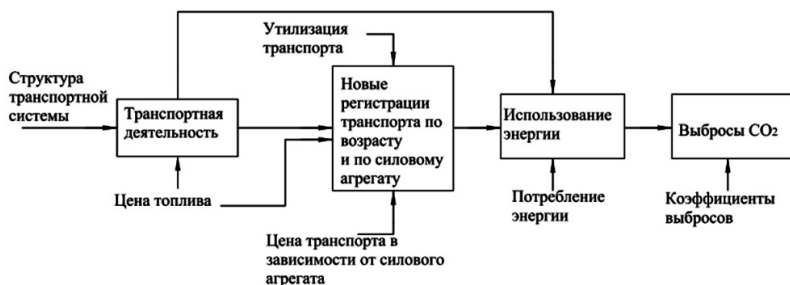 Утилизация
транспорта
Структура
транспортной
системы
Транспортная
деятельность
Цена топлива
Новые
регистрации
транспорта по
возрасту
и по силовому
агрегату
Цена транспорта в
зависимости от силового
агрегата
Использование
энергии
Потребление
энергии
Выбросы CO₂
Коэффициенты
выбросов